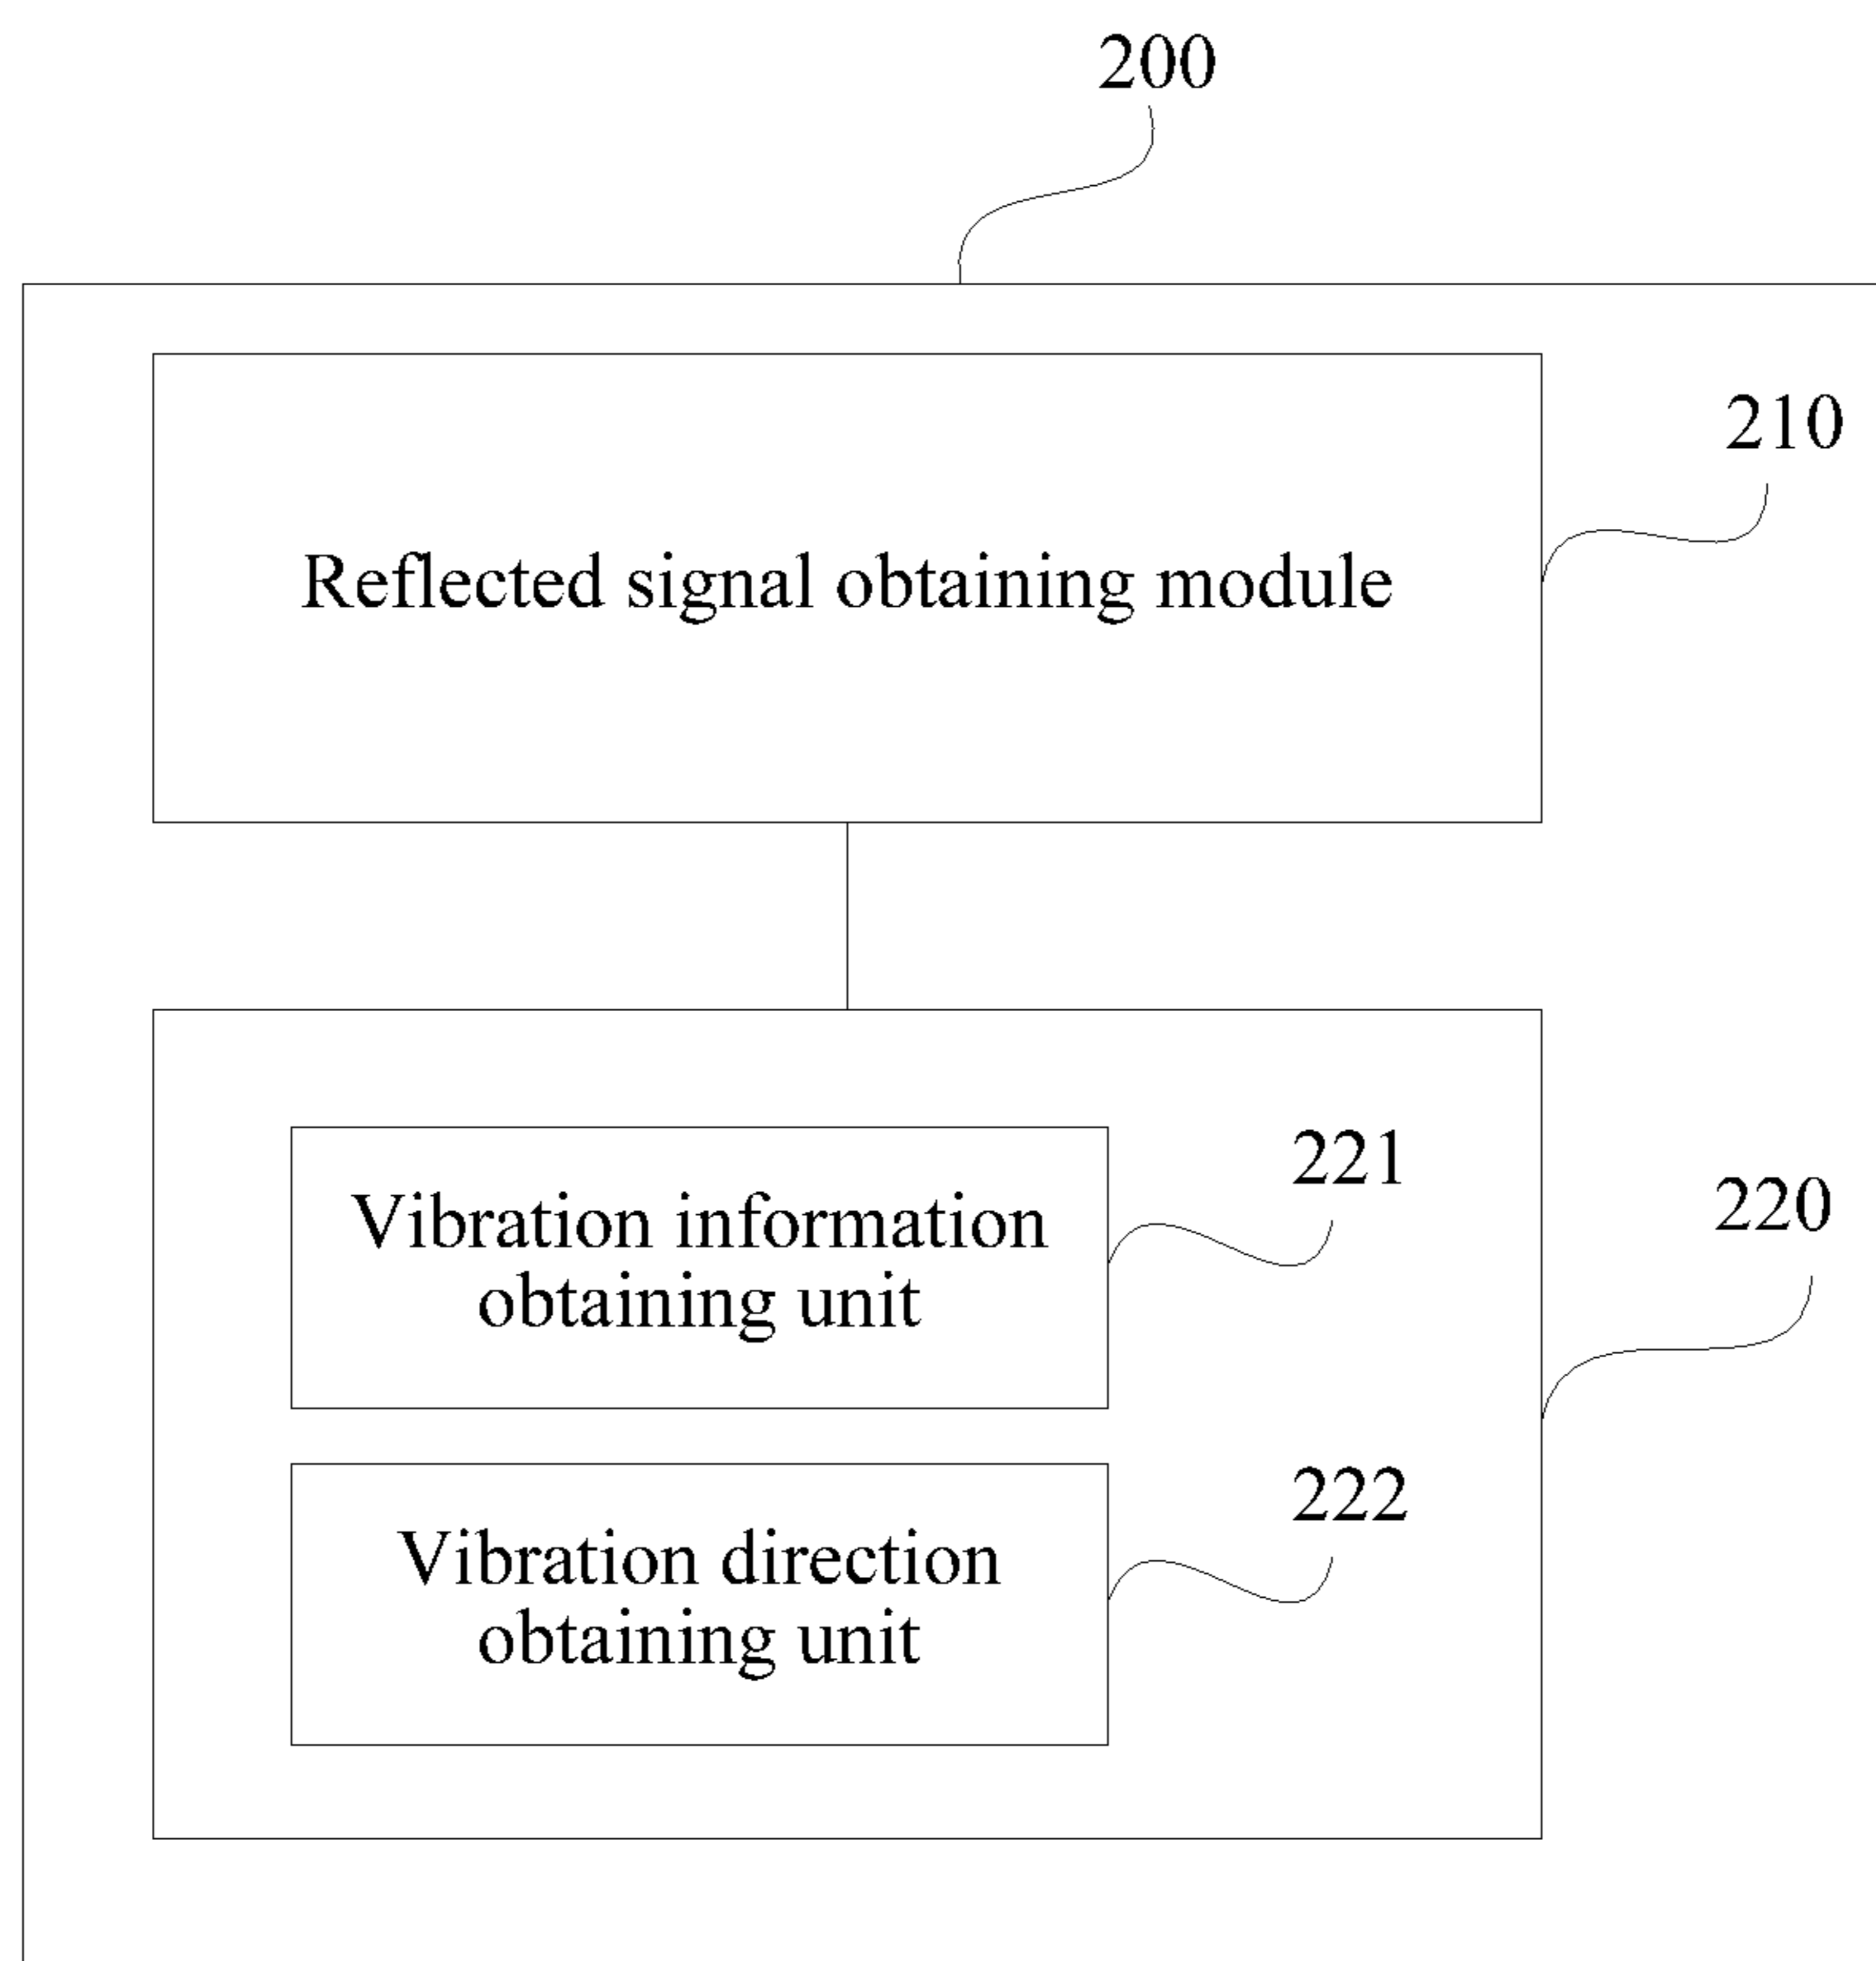 200
210
Reflected signal obtaining module
221
220
Vibration information
obtaining unit
222
Vibration direction
obtaining unit